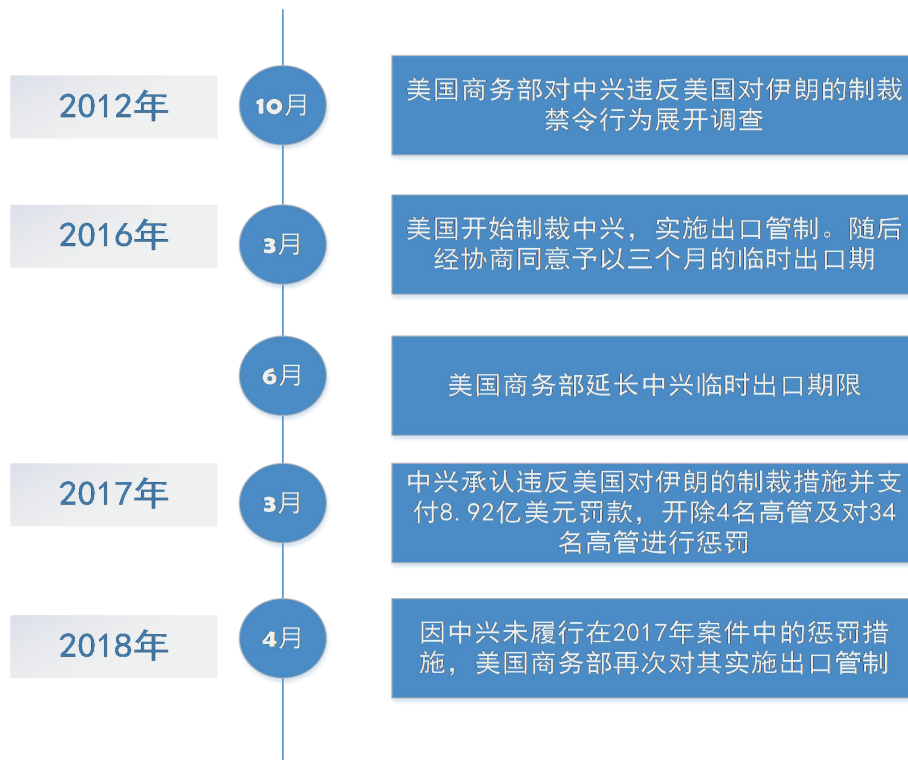 2012年
10月
美国商务部对中兴违反美国对伊朗的制裁
禁令行为展开调查
2016年
3月
美国开始制裁中兴，实施出口管制。随后
经协商同意予以三个月的临时出口期
6月
美国商务部延长中兴临时出口期限
2017年
3月
中兴承认违反美国对伊朗的制裁措施并支
付8.92亿美元罚款，开除4名高管及对34
名高管进行惩罚
2018年
4月
因中兴未履行在2017年案件中的惩罚措
施，美国商务部再次对其实施出口管制